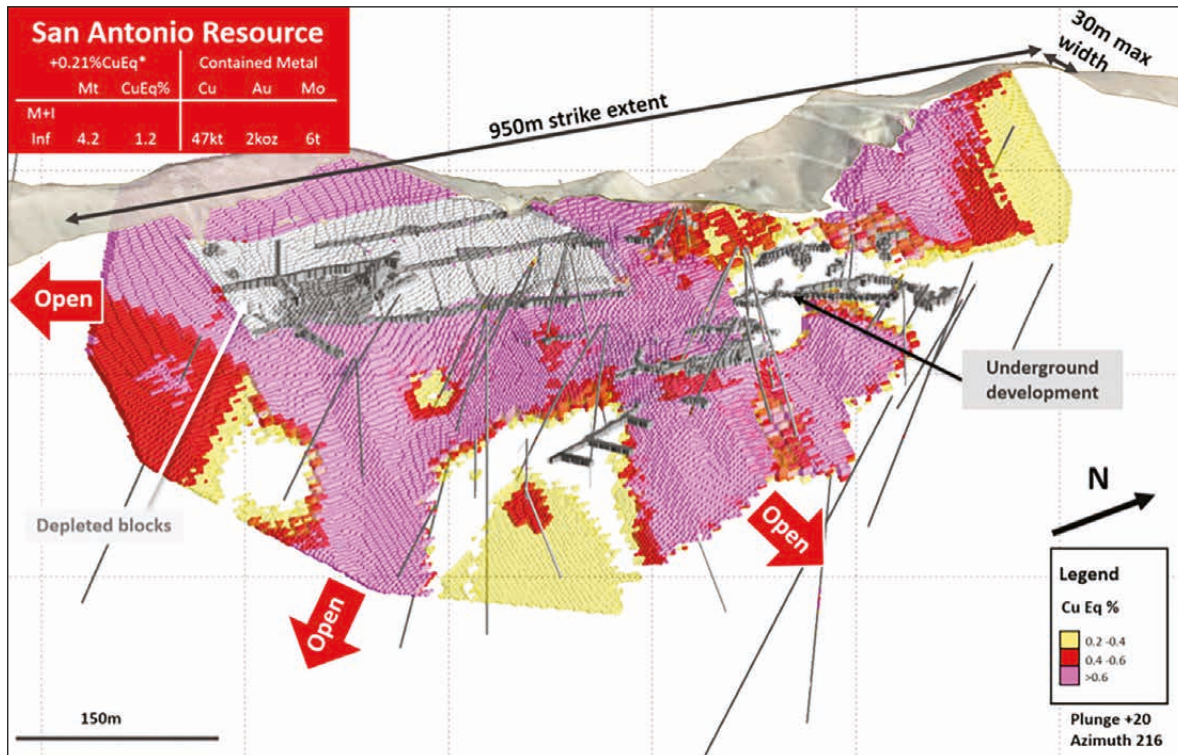 San Antonio Resource
+0.21%CuEq* Contained Metal
Mt CuEq% Cu Au Mo
M+I
Inf 4.2 1.2 47kt 2koz 6t
30m max
width
950m strike extent
Open
Underground
development
Depleted blocks
Open
Open
N
Legend
Cu Eq %
0.2 -0.4
0.4 -0.6
>0.6
150m
Plunge +20
Azimuth 216